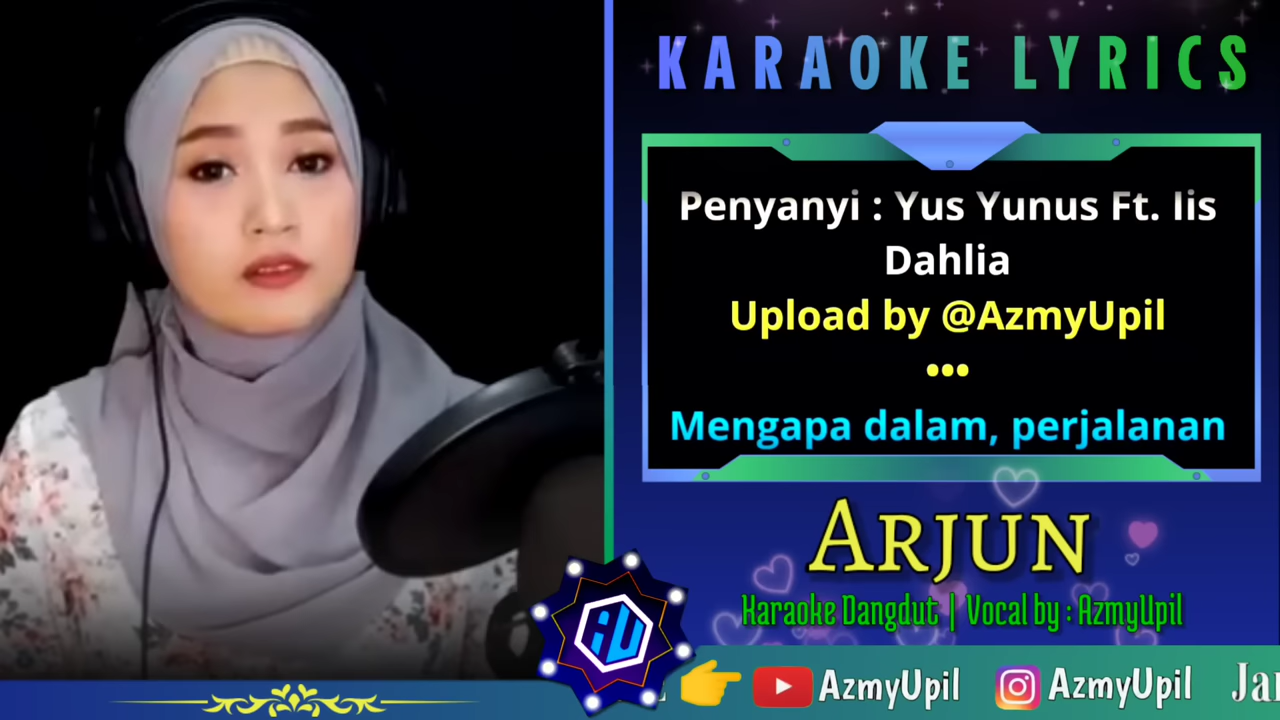 KARAOKE LYRICS
Penyanyi : Yus Yunus Ft. Iis
Dahlia
Upload by @AzmyUpil
•••
Mengapa dalam, perjalanan
ARJUN
Karaoke Dangdut | Vocal by : AzmyUpil
AU
AzmyUpil
AzmyUpil